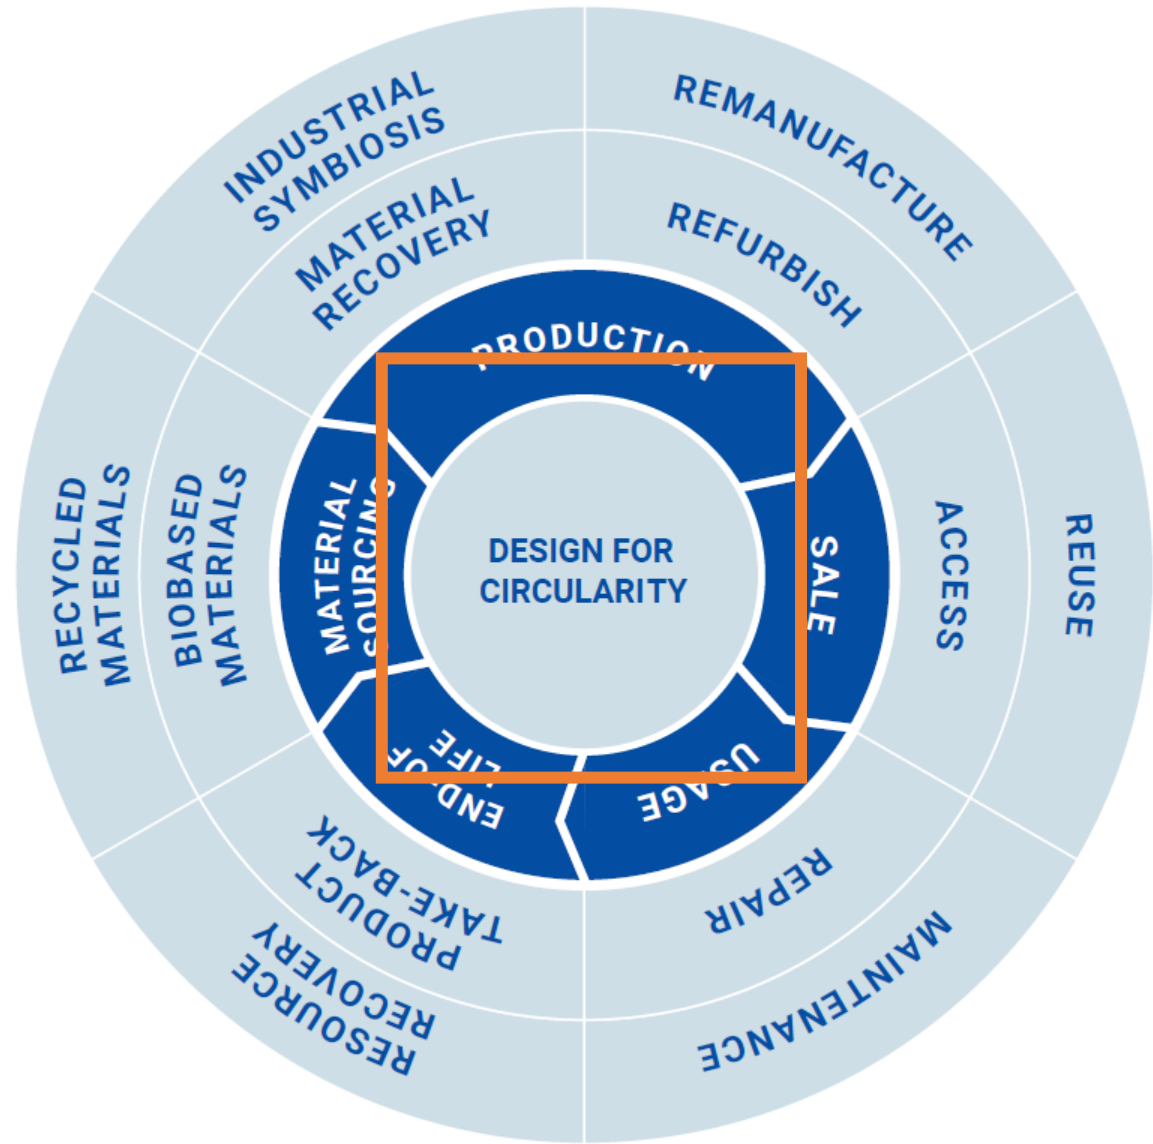 INDUSTRIAL
SYMBIOSIS
REMANUFACTURE
MATERIAL
RECOVERY
REFURBISH
PRODUCTION
RECYCLED
MATERIALS
BIOBASED
MATERIALS
MATERIAL
SOURCING
DESIGN FOR
CIRCULARITY
SALE
ACCESS
REUSE
END-OF
LIFE
USAGE
PRODUCT
TAKE-BACK
REPAIR
RESOURCE
RECOVERY
MAINTENANCE